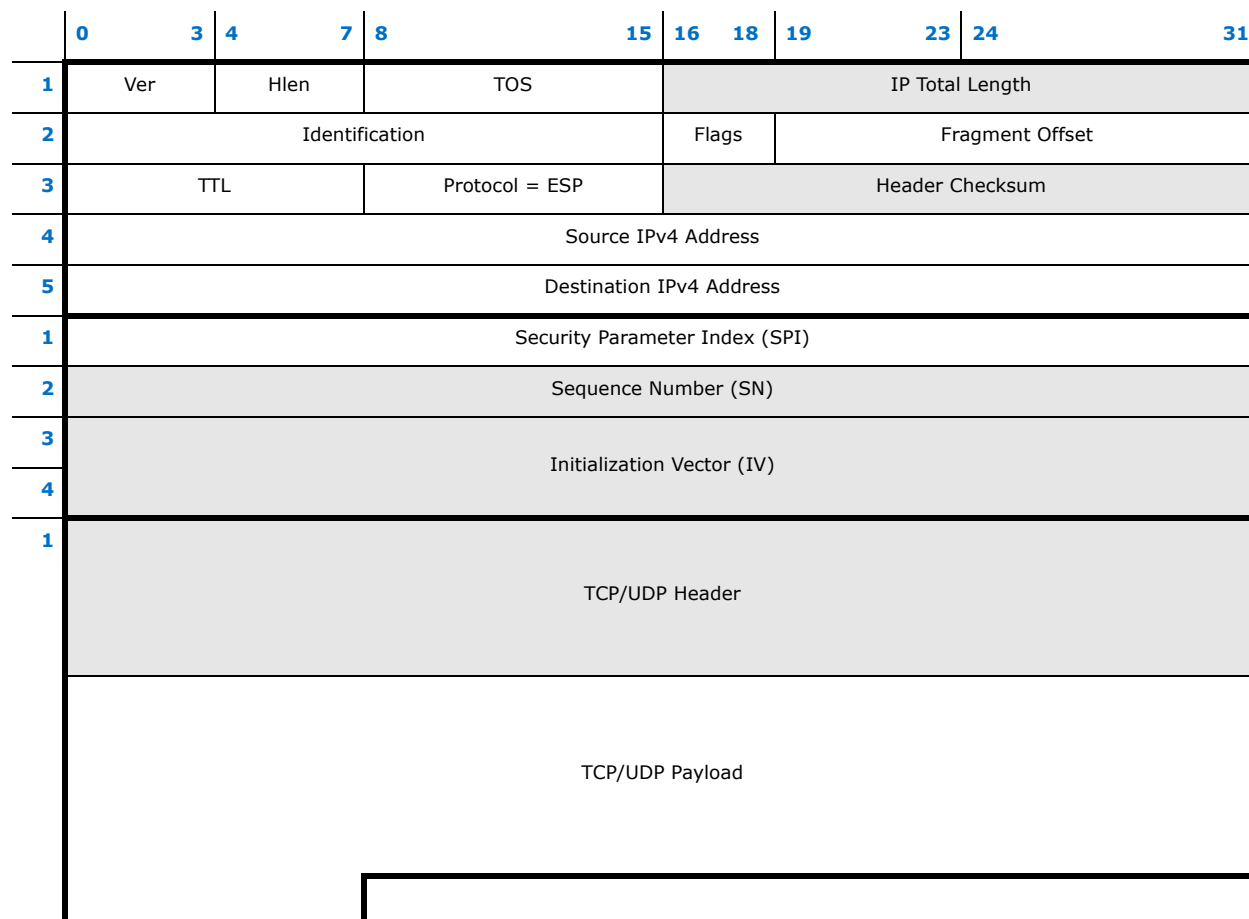 0 3 4 7 8 15 16 18 19 23 24 31
1 Ver Hlen TOS IP Total Length
2 Identification Flags Fragment Offset
3 TTL Protocol = ESP Header Checksum
4 Source IPv4 Address
5 Destination IPv4 Address
1 Security Parameter Index (SPI)
2 Sequence Number (SN)
3
Initialization Vector (IV)
4
1
TCP/UDP Header
TCP/UDP Payload